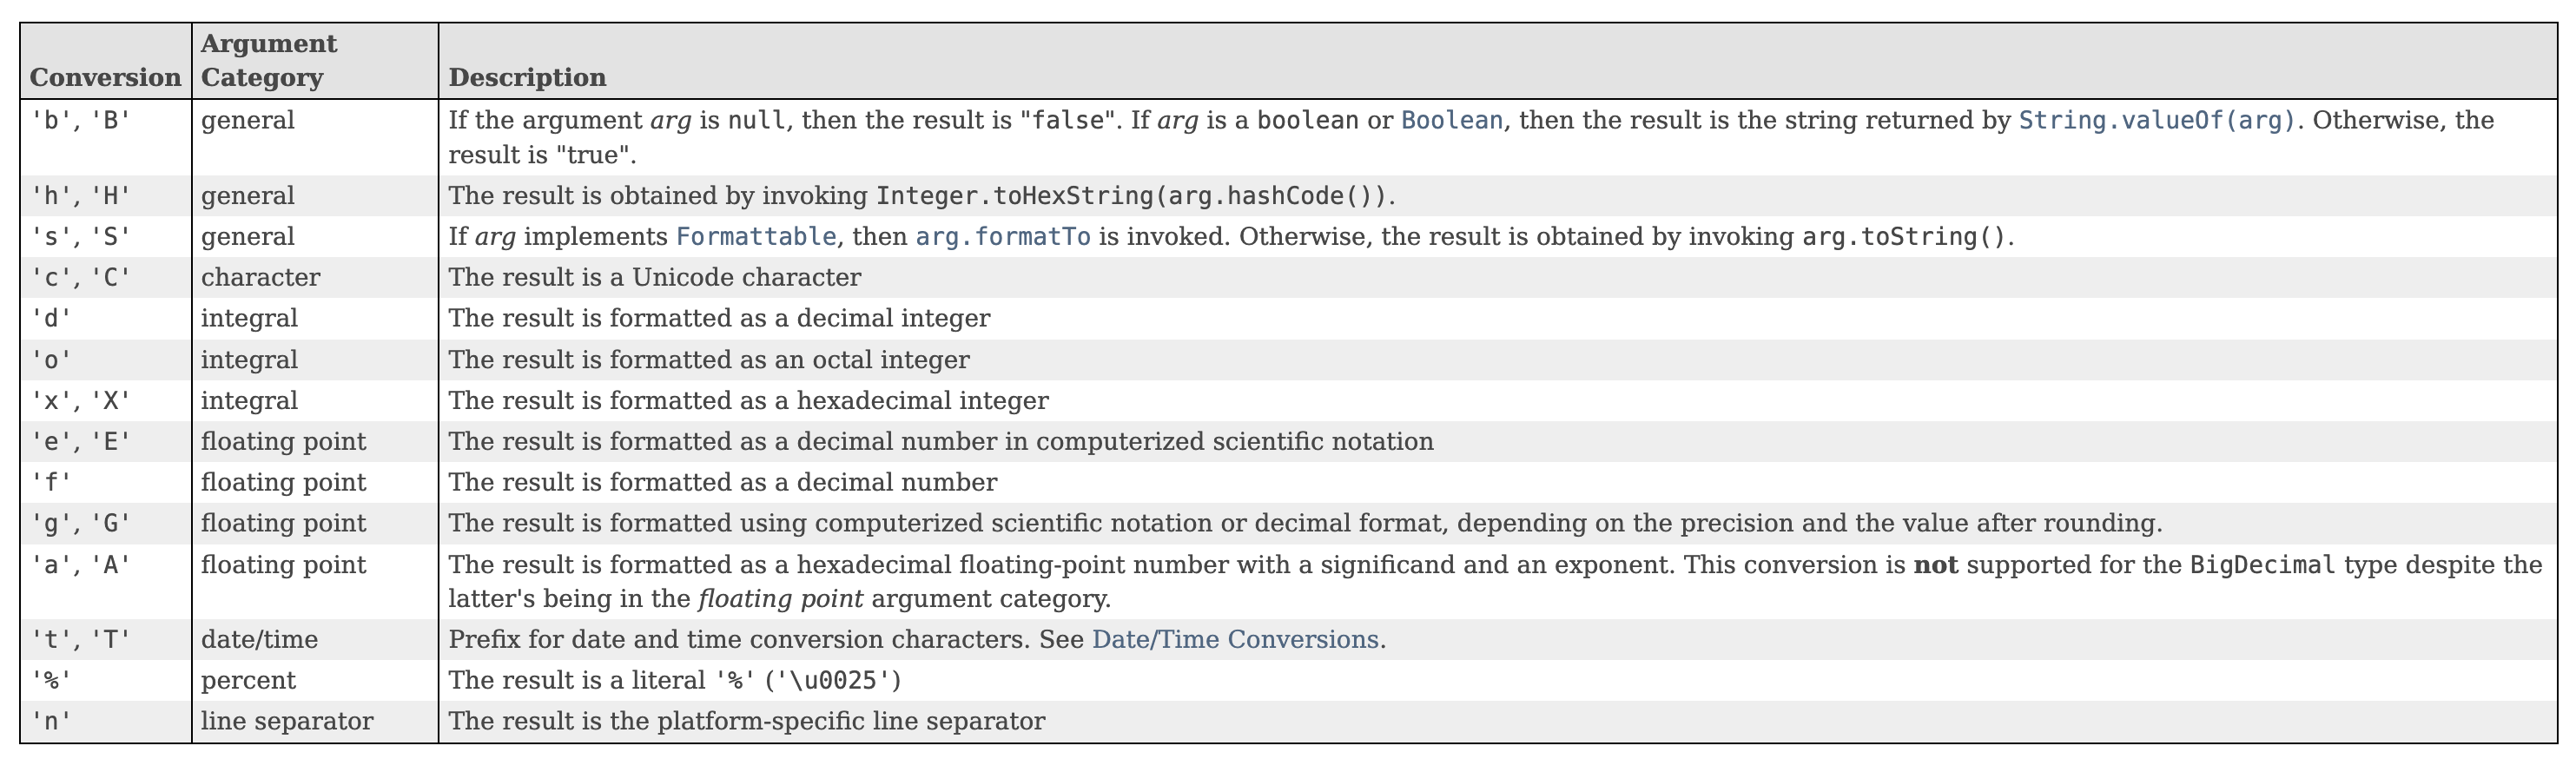 Conversion Argument Category Description
'b', 'B' general If the argument arg is null, then the result is "false". If arg is a boolean or Boolean, then the result is the string returned by String.valueOf(arg). Otherwise, the
result is "true".
'h', 'H' general The result is obtained by invoking Integer.toHexString(arg.hashCode()).
's', 'S' general If arg implements Formattable, then arg.formatTo is invoked. Otherwise, the result is obtained by invoking arg.toString().
'c', 'C' character The result is a Unicode character
'd' integral The result is formatted as a decimal integer
'o' integral The result is formatted as an octal integer
'x', 'X' integral The result is formatted as a hexadecimal integer
'e', 'E' floating point The result is formatted as a decimal number in computerized scientific notation
'f' floating point The result is formatted as a decimal number
'g', 'G' floating point The result is formatted using computerized scientific notation or decimal format, depending on the precision and the value after rounding.
'a', 'A' floating point The result is formatted as a hexadecimal floating-point number with a significand and an exponent. This conversion is not supported for the BigDecimal type despite the
latter's being in the floating point argument category.
't', 'T' date/time Prefix for date and time conversion characters. See Date/Time Conversions.
'%' percent The result is a literal '%' ('\u0025')
'n' line separator The result is the platform-specific line separator